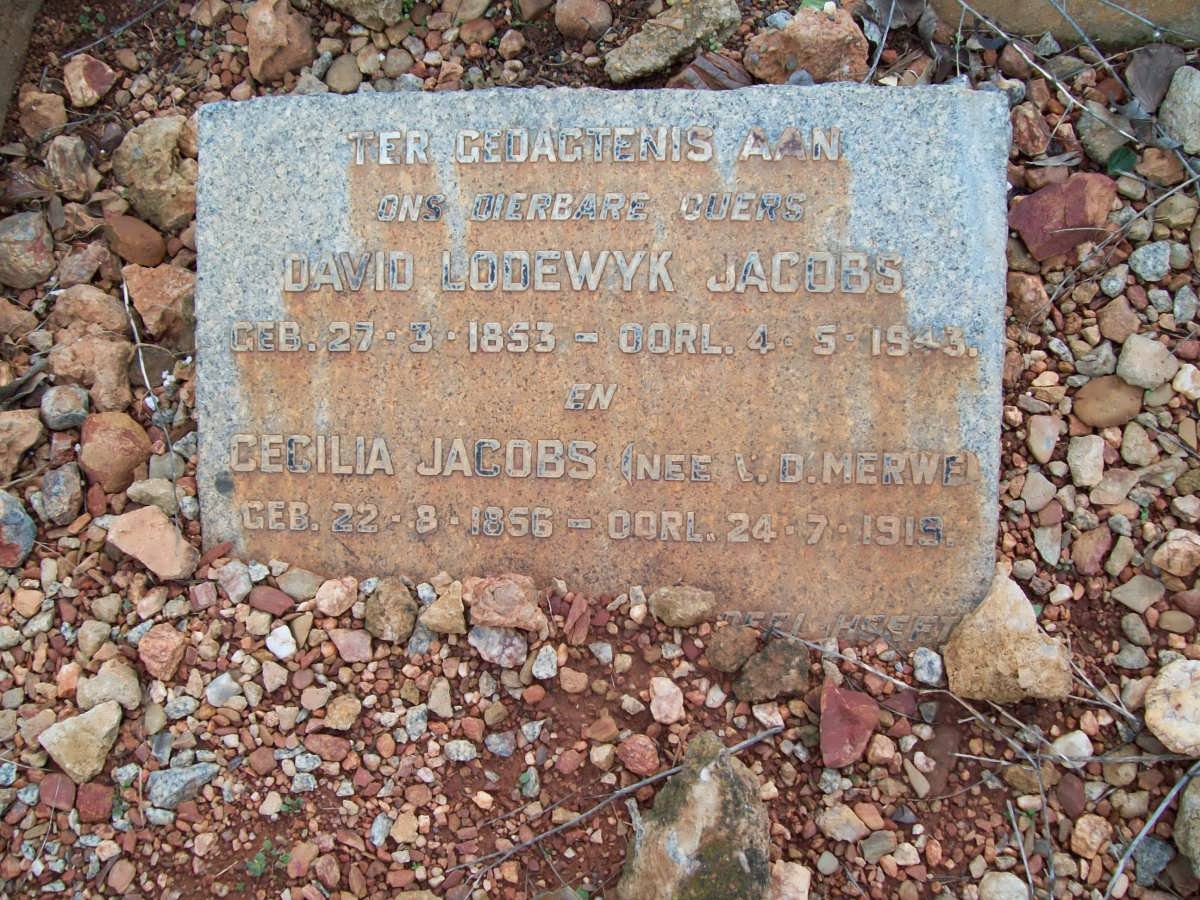 TER GEDAGTENIS AAN
ONS DIERBARE OUERS
DAVID LODEWYK JACOBS
GEB. 27·3·1853 – OORL. 4·5·1943.
EN
CECILIA JACOBS (NEE V. D. MERWE)
GEB. 22·8·1856 – OORL. 24·7·1919.